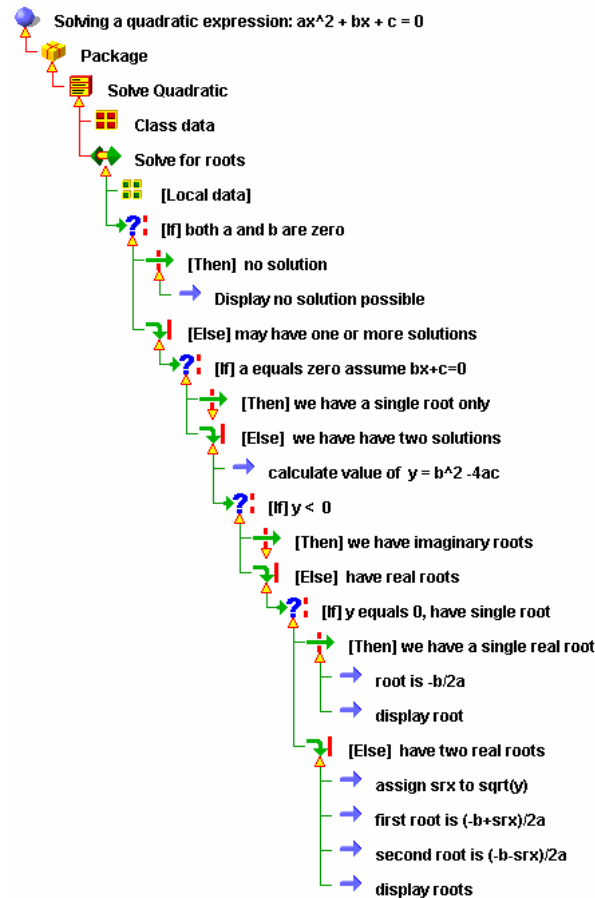 Solving a quadratic expression: ax^2 + bx + c = 0
Package
Solve Quadratic
Class data
Solve for roots
[Local data]
[If] both a and b are zero
[Then] no solution
Display no solution possible
[Else] may have one or more solutions
[If] a equals zero assume bx+c=0
[Then] we have a single root only
[Else] we have have two solutions
calculate value of y = b^2 -4ac
[If] y < 0
[Then] we have imaginary roots
[Else] have real roots
[If] y equals 0, have single root
[Then] we have a single real root
root is -b/2a
display root
[Else] have two real roots
assign srx to sqrt(y)
first root is (-b+srx)/2a
second root is (-b-srx)/2a
display roots